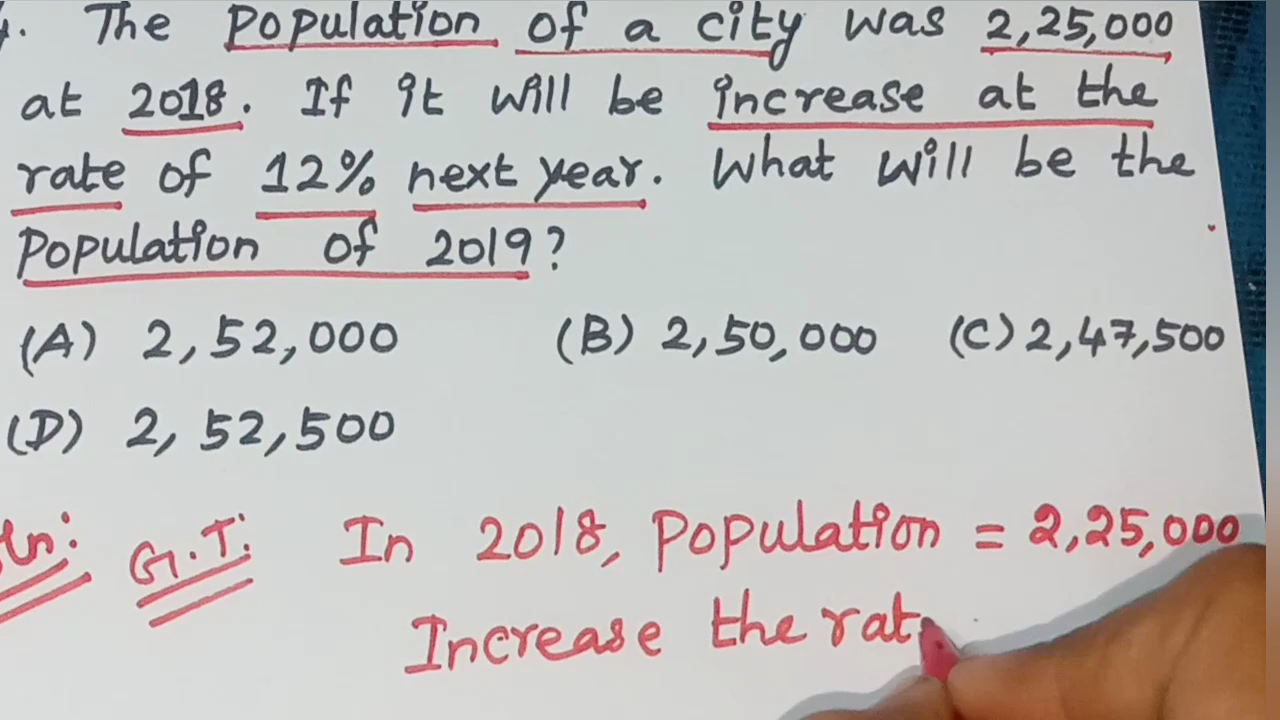 The population of a city was 2,25,000
at 2018. If it will be increase at the
rate of 12% next year. What will be the
population of 2019?
(A) 2,52,000 (B) 2,50,000 (C) 2,47,500
(D) 2,52,500
G.T: In 2018, Population = 2,25,000
Increase the rat